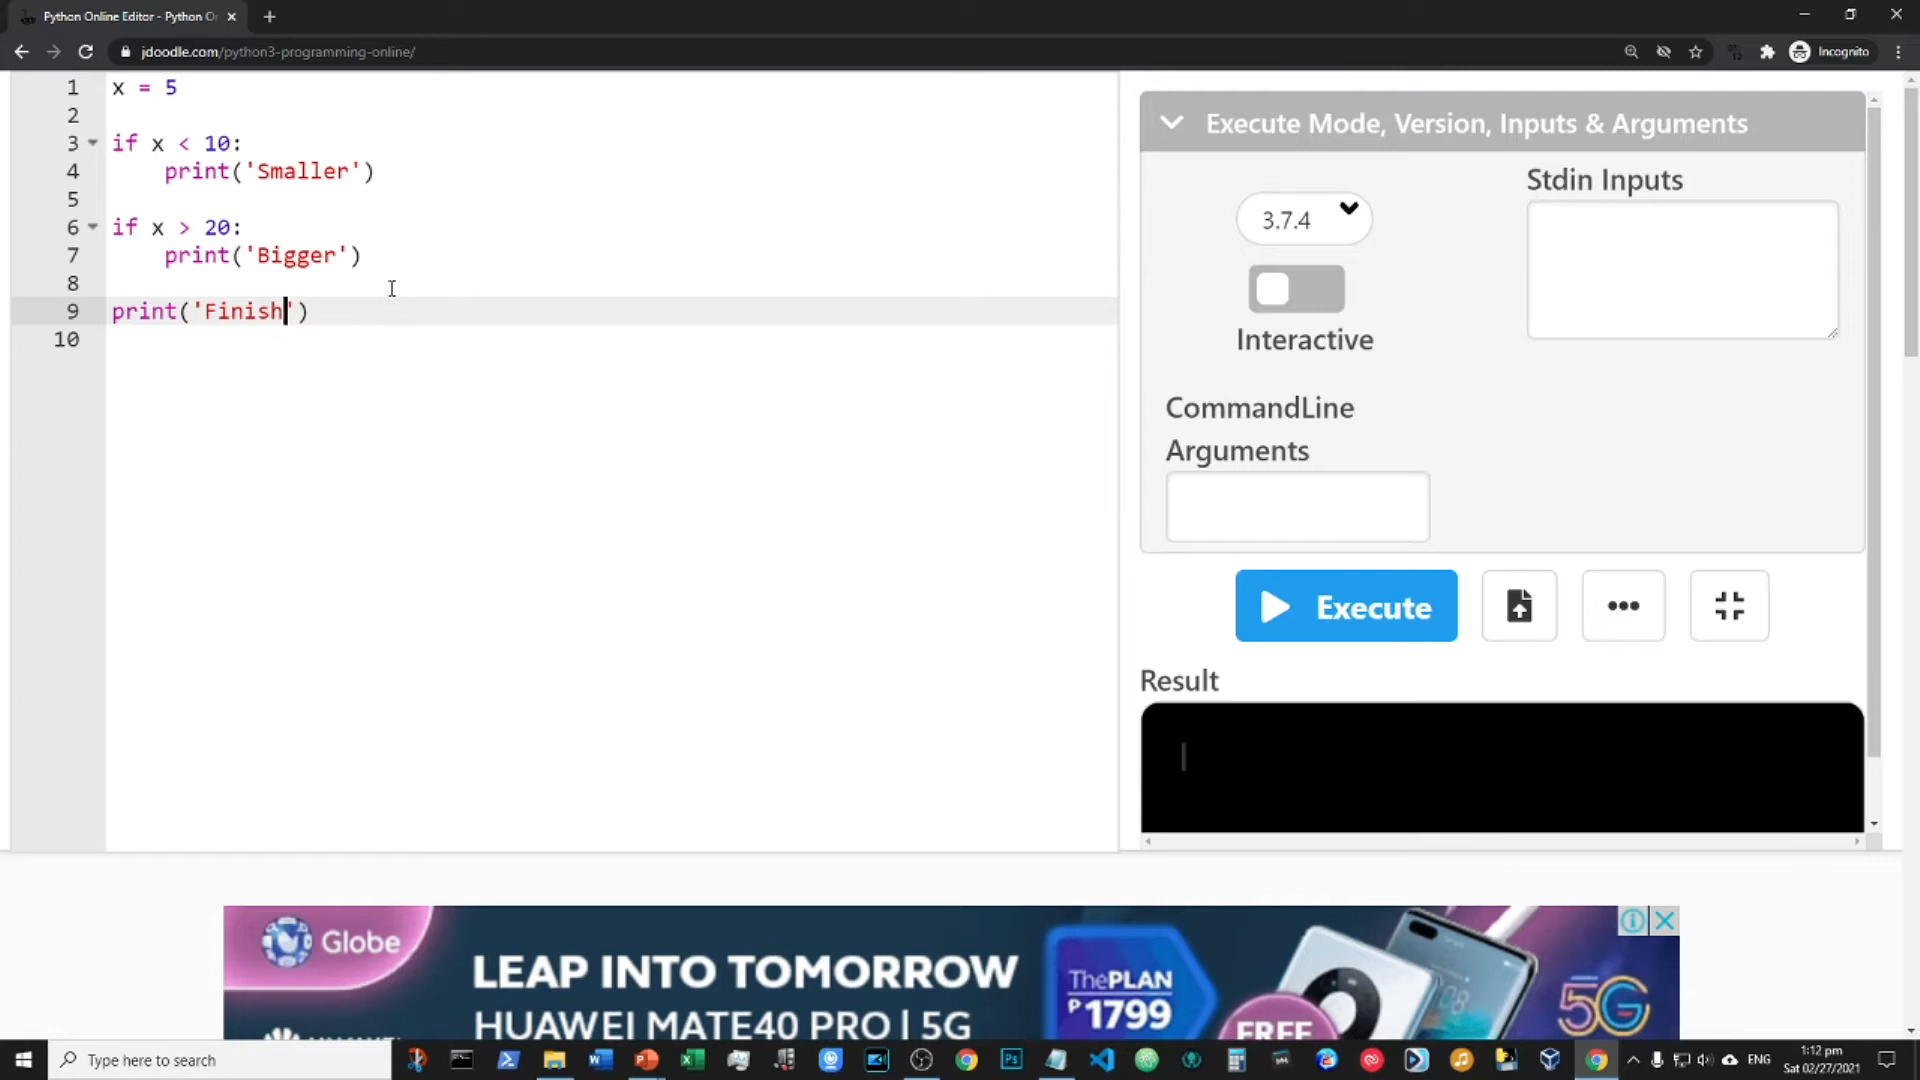 Python Online Editor - Python Or
jdoodle.com/python3-programming-online/
Incognito
1 x = 5
2
3 if x < 10:
4 print('Smaller')
5
6 if x > 20:
7 print('Bigger')
8
9 print('Finish')
10
Execute Mode, Version, Inputs & Arguments
3.7.4
Interactive
Stdin Inputs
CommandLine
Arguments
Execute
Result
Globe
LEAP INTO TOMORROW
HUAWEI MATE40 PRO | 5G
ThePLAN
₱1799
FREE
5G
Type here to search
ENG
1:12 pm
Sat 02/27/2021